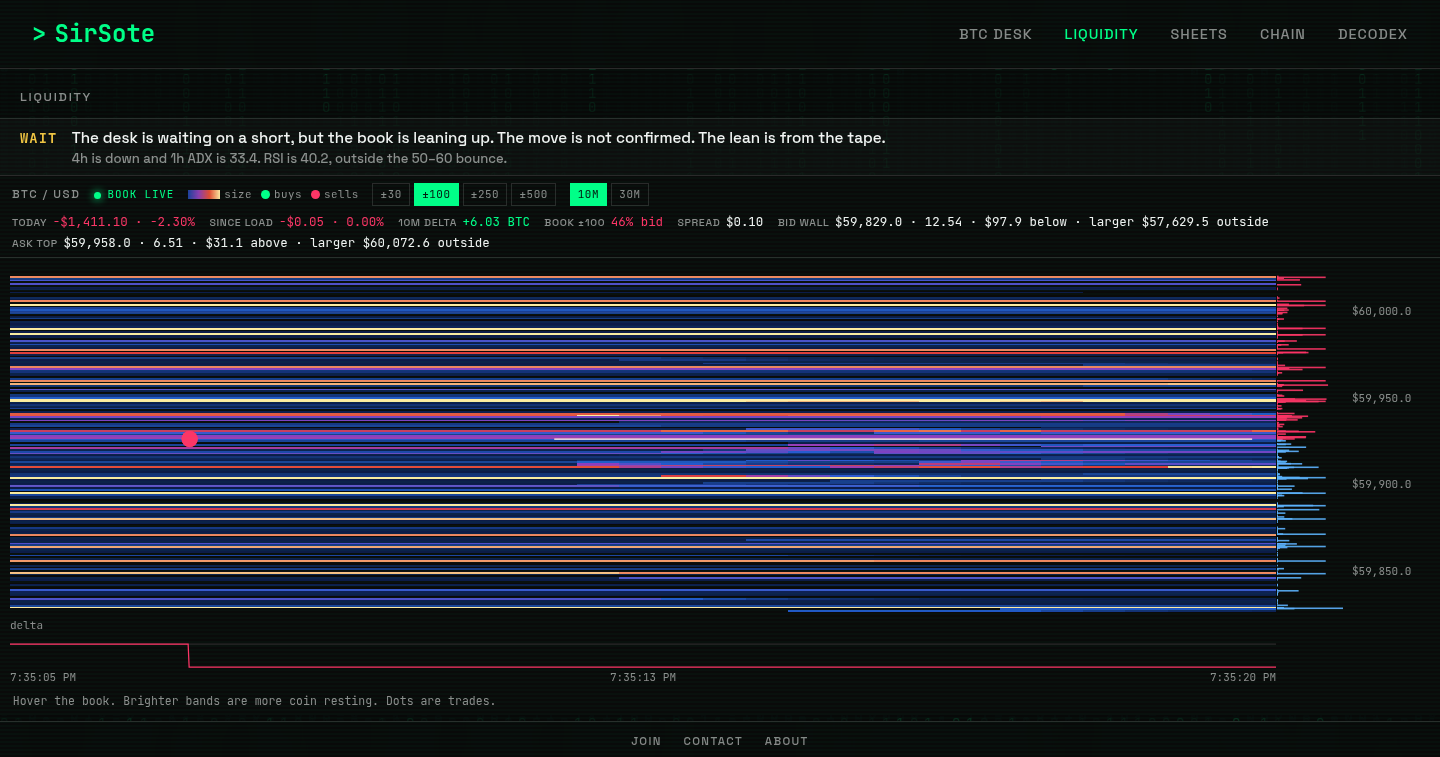 > SirSote
BTC DESK LIQUIDITY SHEETS CHAIN DECODEX
LIQUIDITY
WAIT The desk is waiting on a short, but the book is leaning up. The move is not confirmed. The lean is from the tape.
4h is down and 1h ADX is 33.4. RSI is 40.2, outside the 50–60 bounce.
BTC / USD BOOK LIVE size buys sells ±30 ±100 ±250 ±500 10M 30M
TODAY -$1,411.10 · -2.30% SINCE LOAD -$0.05 · 0.00% 10M DELTA +6.03 BTC BOOK ±100 46% bid SPREAD $0.10 BID WALL $59,829.0 · 12.54 · $97.9 below · larger $57,629.5 outside
ASK TOP $59,958.0 · 6.51 · $31.1 above · larger $60,072.6 outside
$60,000.0
$59,950.0
$59,900.0
$59,850.0
delta
7:35:05 PM 7:35:13 PM 7:35:20 PM
Hover the book. Brighter bands are more coin resting. Dots are trades.
JOIN CONTACT ABOUT